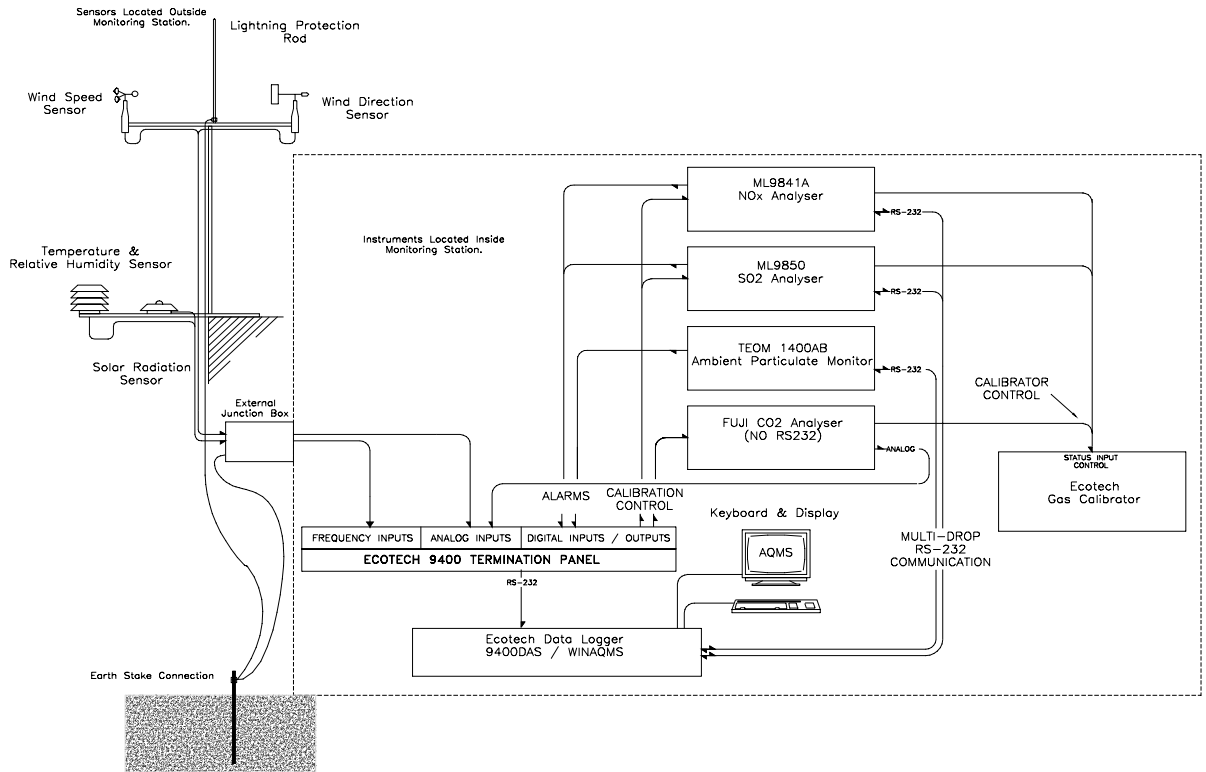 Sensors Located Outside
Monitoring Station.
Lightning Protection
Rod
Wind Speed
Sensor
Wind Direction
Sensor
Temperature &
Relative Humidity Sensor
Solar Radiation
Sensor
External
Junction Box
Earth Stake Connection
Instruments Located Inside
Monitoring Station.
ML9841A
NOx Analyser
RS-232
ML9850
SO2 Analyser
RS-232
TEOM 1400AB
Ambient Particulate Monitor
RS-232
FUJI CO2 Analyser
(NO RS232)
ANALOG
CALIBRATOR
CONTROL
STATUS INPUT
CONTROL
Ecotech
Gas Calibrator
ALARMS
CALIBRATION
CONTROL
FREQUENCY INPUTS
ANALOG INPUTS
DIGITAL INPUTS / OUTPUTS
ECOTECH 9400 TERMINATION PANEL
RS-232
Keyboard & Display
AQMS
MULTI-DROP
RS-232
COMMUNICATION
Ecotech Data Logger
9400DAS / WINAQMS